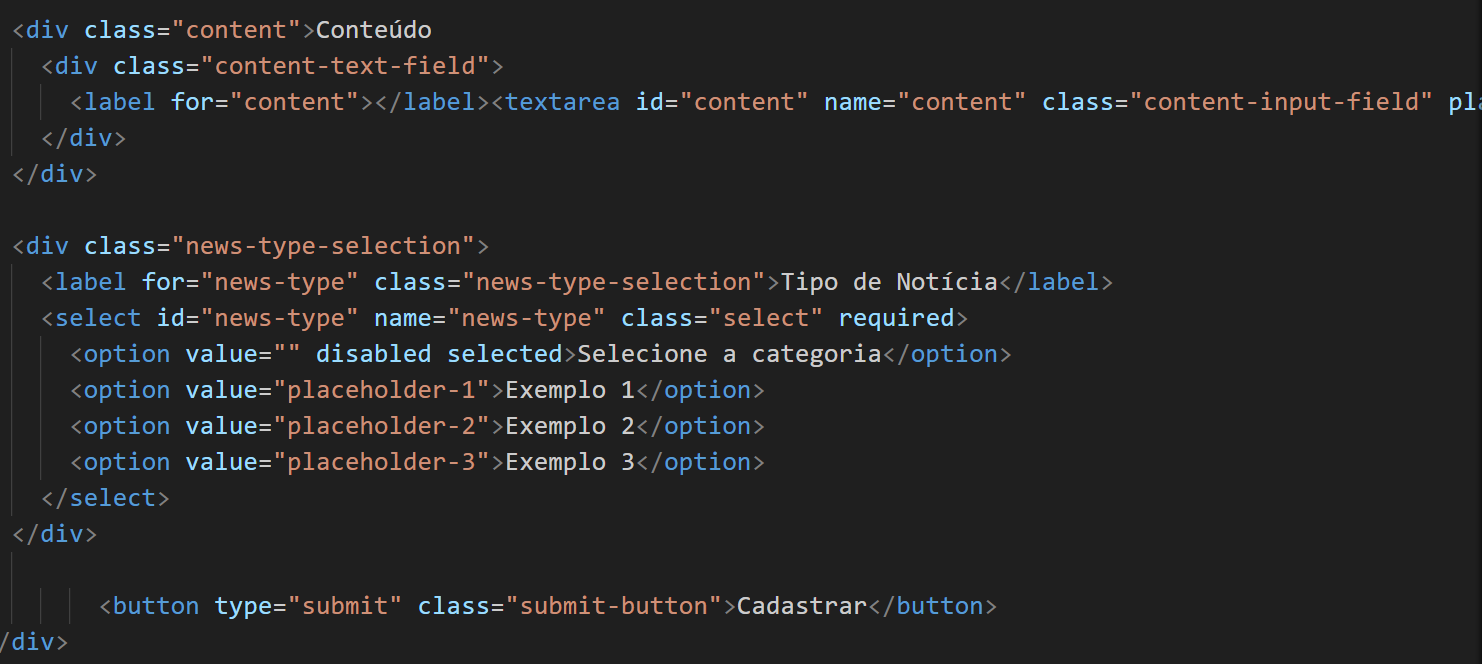 <div class="content">Conteúdo
<div class="content-text-field">
<label for="content"></label><textarea id="content" name="content" class="content-input-field"
</div>
</div>
<div class="news-type-selection">
<label for="news-type" class="news-type-selection">Tipo de Notícia</label>
<select id="news-type" name="news-type" class="select" required>
<option value="" disabled selected>Selecione a categoria</option>
<option value="placeholder-1">Exemplo 1</option>
<option value="placeholder-2">Exemplo 2</option>
<option value="placeholder-3">Exemplo 3</option>
</select>
</div>
<button type="submit" class="submit-button">Cadastrar</button>
/div>